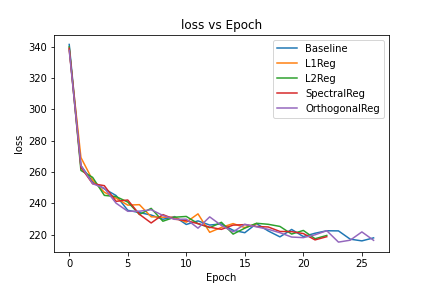 loss vs Epoch
340
320
300
280
260
240
220
loss
0
5
10
15
20
25
Epoch
Baseline
L1Reg
L2Reg
SpectralReg
OrthogonalReg